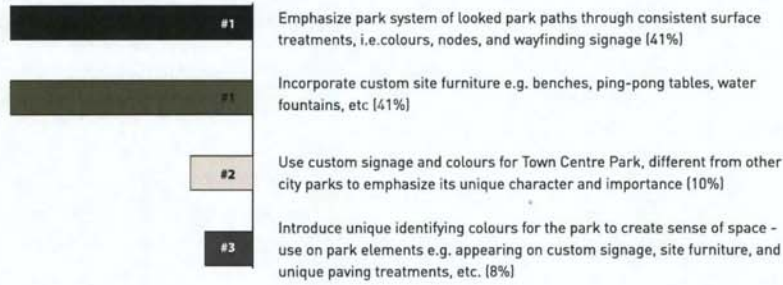 #1
Emphasize park system of looked park paths through consistent surface
treatments, i.e.colours, nodes, and wayfinding signage (41%)
#1
Incorporate custom site furniture e.g. benches, ping-pong tables, water
fountains, etc (41%)
#2
Use custom signage and colours for Town Centre Park, different from other
city parks to emphasize its unique character and importance (10%)
#3
Introduce unique identifying colours for the park to create sense of space -
use on park elements e.g. appearing on custom signage, site furniture, and
unique paving treatments, etc. (8%)